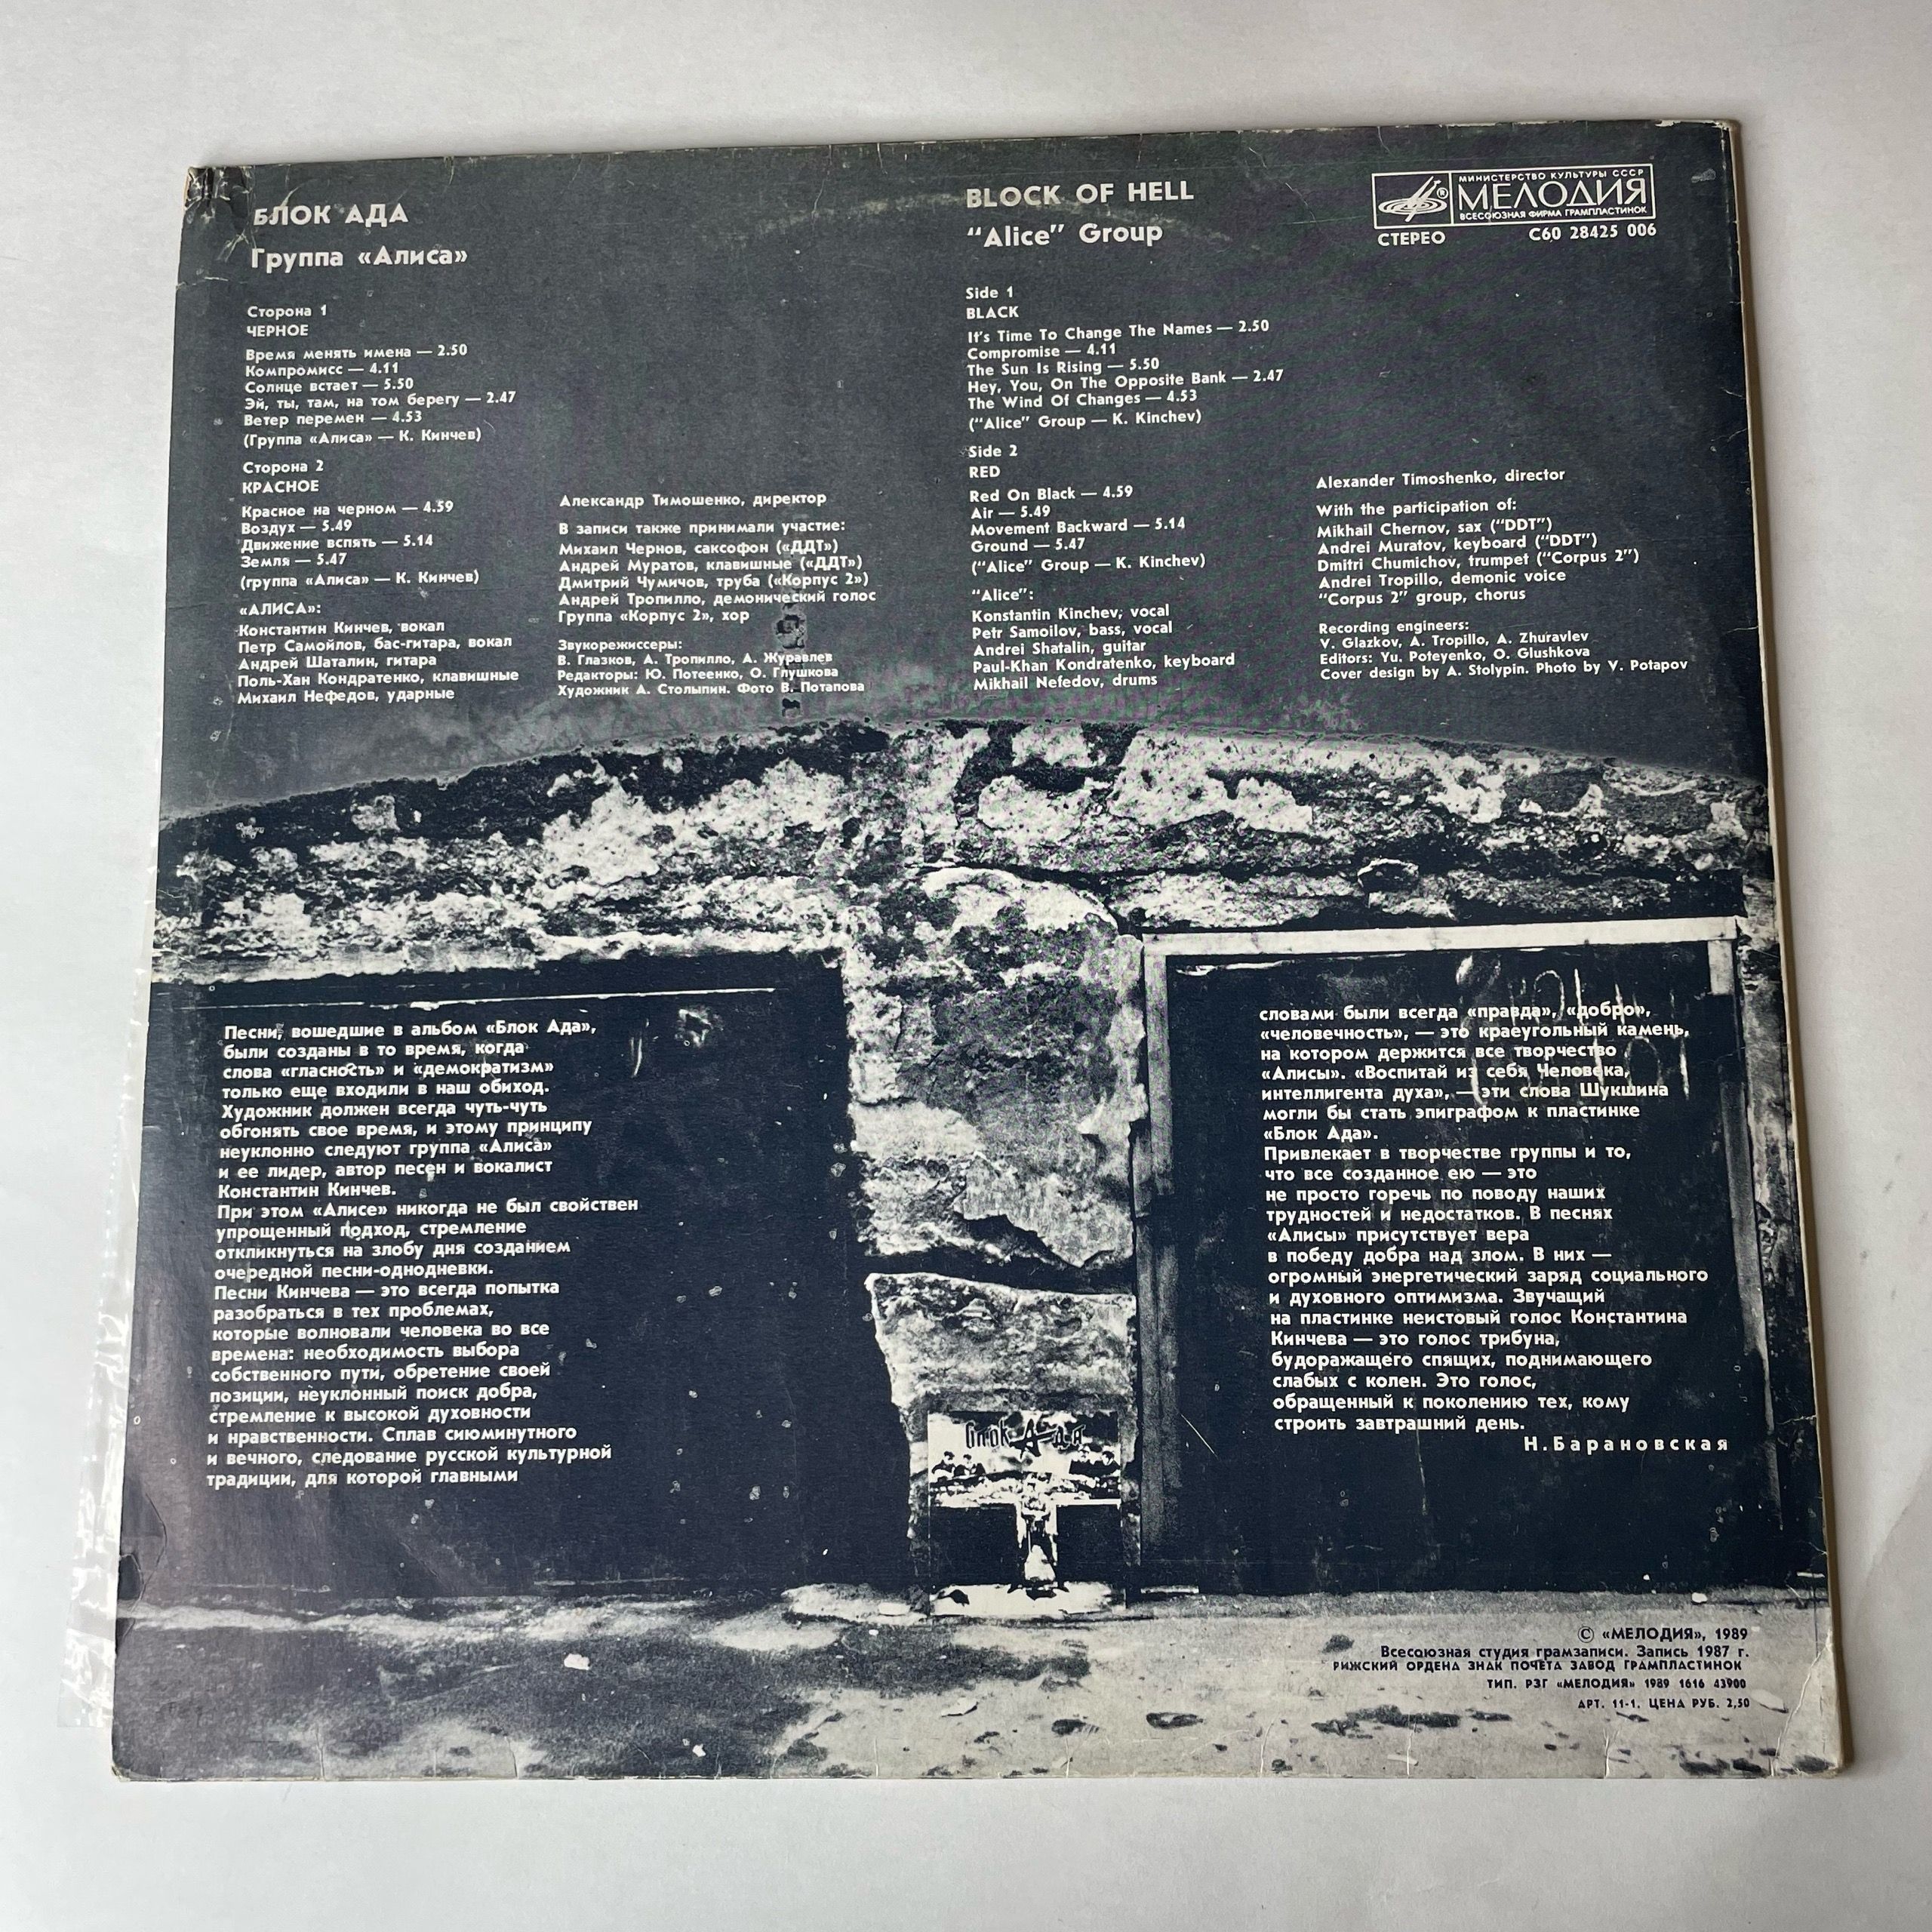 БЛОК АДА
Группа «Алиса»
Сторона 1
ЧЕРНОЕ
Время менять имена — 2.50
Компромисс — 4.11
Солнце встает — 5.50
Эй, ты, там, на том берегу — 2.47
Ветер перемен — 4.53
(Группа «Алиса» — К. Кинчев)
Сторона 2
КРАСНОЕ
Красное на черном — 4.59
Воздух — 5.49
Движение вспять — 5.14
Земля — 5.47
(группа «Алиса» — К. Кинчев)
«АЛИСА»:
Константин Кинчев, вокал
Петр Самойлов, бас-гитара, вокал
Андрей Шаталин, гитара
Поль-Хан Кондратенко, клавишные
Михаил Нефедов, ударные
Александр Тимошенко, директор
В записи также принимали участие:
Михаил Чернов, саксофон («ДДТ»)
Андрей Муратов, клавишные («ДДТ»)
Дмитрий Чумичов, труба («Корпус 2»)
Андрей Тропилло, демонический голос
Группа «Корпус 2», хор
Звукорежиссеры:
В. Глазков, А. Тропилло, А. Журавлев
Редакторы: Ю. Потеенко, О. Глушкова
Художник А. Столыпин. Фото В. Потапова
BLOCK OF HELL
“Alice” Group
Side 1
BLACK
It's Time To Change The Names — 2.50
Compromise — 4.11
The Sun Is Rising — 5.50
Hey, You, On The Opposite Bank — 2.47
The Wind Of Changes — 4.53
(“Alice” Group — K. Kinchev)
Side 2
RED
Red On Black — 4.59
Air — 5.49
Movement Backward — 5.14
Ground — 5.47
(“Alice” Group — K. Kinchev)
“Alice”:
Konstantin Kinchev, vocal
Petr Samoilov, bass, vocal
Andrei Shatalin, guitar
Paul-Khan Kondratenko, keyboard
Mikhail Nefedov, drums
МИНИСТЕРСТВО КУЛЬТУРЫ СССР
® МЕЛОДИЯ
ВСЕСОЮЗНАЯ ФИРМА ГРАМПЛАСТИНОК
СТЕРЕО С60 28425 006
Alexander Timoshenko, director
With the participation of:
Mikhail Chernov, sax (“DDT”)
Andrei Muratov, keyboard (“DDT”)
Dmitri Chumichov, trumpet (“Corpus 2”)
Andrei Tropillo, demonic voice
“Corpus 2” group, chorus
Recording engineers:
V. Glazkov, A. Tropillo, A. Zhuravlev
Editors: Yu. Poteyenko, O. Glushkova
Cover design by A. Stolypin. Photo by V. Potapov
Песни, вошедшие в альбом «Блок Ада»,
были созданы в то время, когда
слова «гласность» и «демократизм»
только еще входили в наш обиход.
Художник должен всегда чуть-чуть
обгонять свое время, и этому принципу
неуклонно следуют группа «Алиса»
и ее лидер, автор песен и вокалист
Константин Кинчев.
При этом «Алисе» никогда не был свойствен
упрощенный подход, стремление
откликнуться на злобу дня созданием
очередной песни-однодневки.
Песни Кинчева — это всегда попытка
разобраться в тех проблемах,
которые волновали человека во все
времена: необходимость выбора
собственного пути, обретение своей
позиции, неуклонный поиск добра,
стремление к высокой духовности
и нравственности. Сплав сиюминутного
и вечного, следование русской культурной
традиции, для которой главными
словами были всегда «правда», «добро»,
«человечность», — это краеугольный камень,
на котором держится все творчество
«Алисы». «Воспитай из себя Человека,
интеллигента духа», — эти слова Шукшина
могли бы стать эпиграфом к пластинке
«Блок Ада».
Привлекает в творчестве группы и то,
что все созданное ею — это
не просто горечь по поводу наших
трудностей и недостатков. В песнях
«Алисы» присутствует вера
в победу добра над злом. В них —
огромный энергетический заряд социального
и духовного оптимизма. Звучащий
на пластинке неистовый голос Константина
Кинчева — это голос трибуна,
будоражащего спящих, поднимающего
слабых с колен. Это голос,
обращенный к поколению тех, кому
строить завтрашний день.
Н. Барановская
блок Ада
© «МЕЛОДИЯ», 1989
Всесоюзная студия грамзаписи. Запись 1987 г.
РИЖСКИЙ ОРДЕНА ЗНАК ПОЧЕТА ЗАВОД ГРАМПЛАСТИНОК
ТИП. РЗГ «МЕЛОДИЯ» 1989 1616 43900
АРТ. 11-1. ЦЕНА РУБ. 2,50